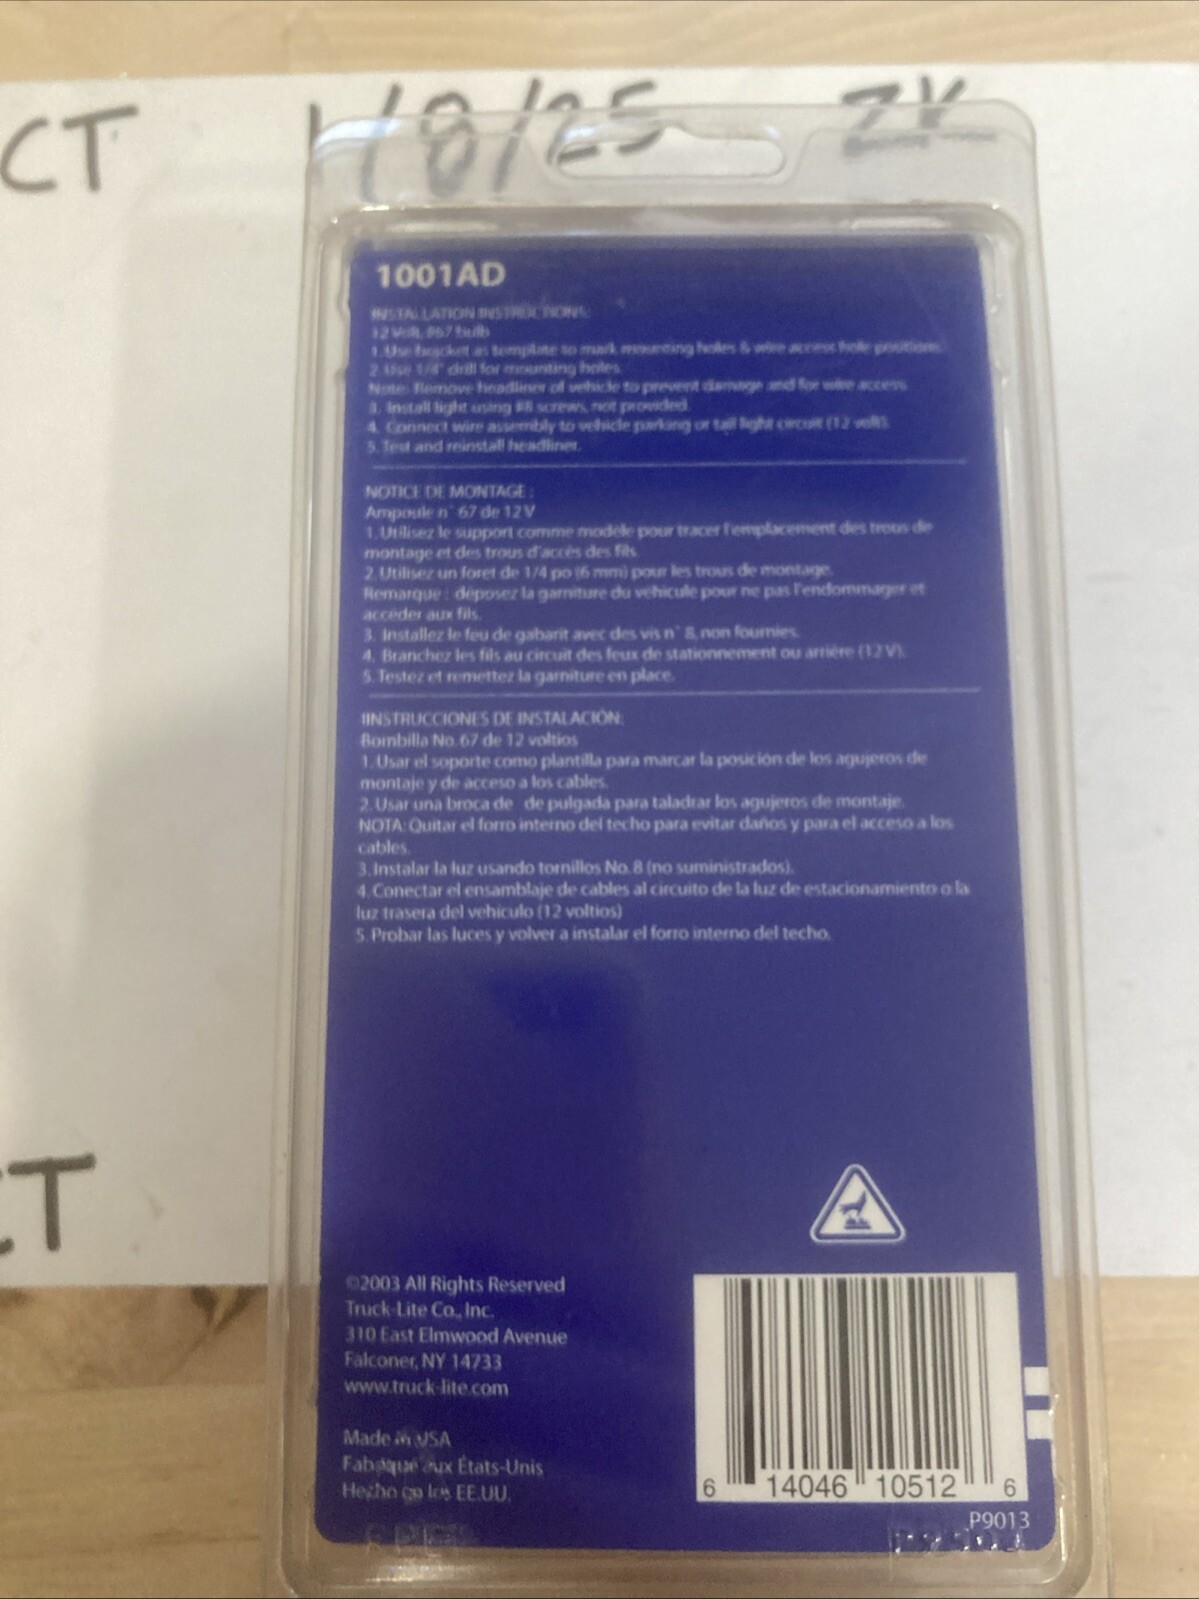 CT 1/8/25 ZK
1001AD
INSTALLATION INSTRUCTIONS:
12 Volt, #67 bulb
1. Use bracket as template to mark mounting holes & wire access hole positions.
2. Use 1/4" drill for mounting holes.
Note: Remove headliner of vehicle to prevent damage and for wire access.
3. Install light using #8 screws, not provided.
4. Connect wire assembly to vehicle parking or tail light circuit (12 volt).
5. Test and reinstall headliner.
NOTICE DE MONTAGE :
Ampoule n° 67 de 12 V
1. Utilisez le support comme modèle pour tracer l'emplacement des trous de
montage et des trous d'accès des fils.
2. Utilisez un foret de 1/4 po (6 mm) pour les trous de montage.
Remarque : déposez la garniture du véhicule pour ne pas l'endommager et
accéder aux fils.
3. Installez le feu de gabarit avec des vis n° 8, non fournies.
4. Branchez les fils au circuit des feux de stationnement ou arrière (12 V).
5. Testez et remettez la garniture en place.
IINSTRUCCIONES DE INSTALACIÓN:
Bombilla No. 67 de 12 voltios
1. Usar el soporte como plantilla para marcar la posición de los agujeros de
montaje y de acceso a los cables.
2. Usar una broca de de pulgada para taladrar los agujeros de montaje.
NOTA: Quitar el forro interno del techo para evitar daños y para el acceso a los
cables.
3. Instalar la luz usando tornillos No. 8 (no suministrados).
4. Conectar el ensamblaje de cables al circuito de la luz de estacionamiento o la
luz trasera del vehículo (12 voltios)
5. Probar las luces y volver a instalar el forro interno del techo.
CT
©2003 All Rights Reserved
Truck-Lite Co., Inc.
310 East Elmwood Avenue
Falconer, NY 14733
www.truck-lite.com
Made in USA
Fabriqué aux États-Unis
Hecho en los EE.UU.
6 14046 10512 6
P9013